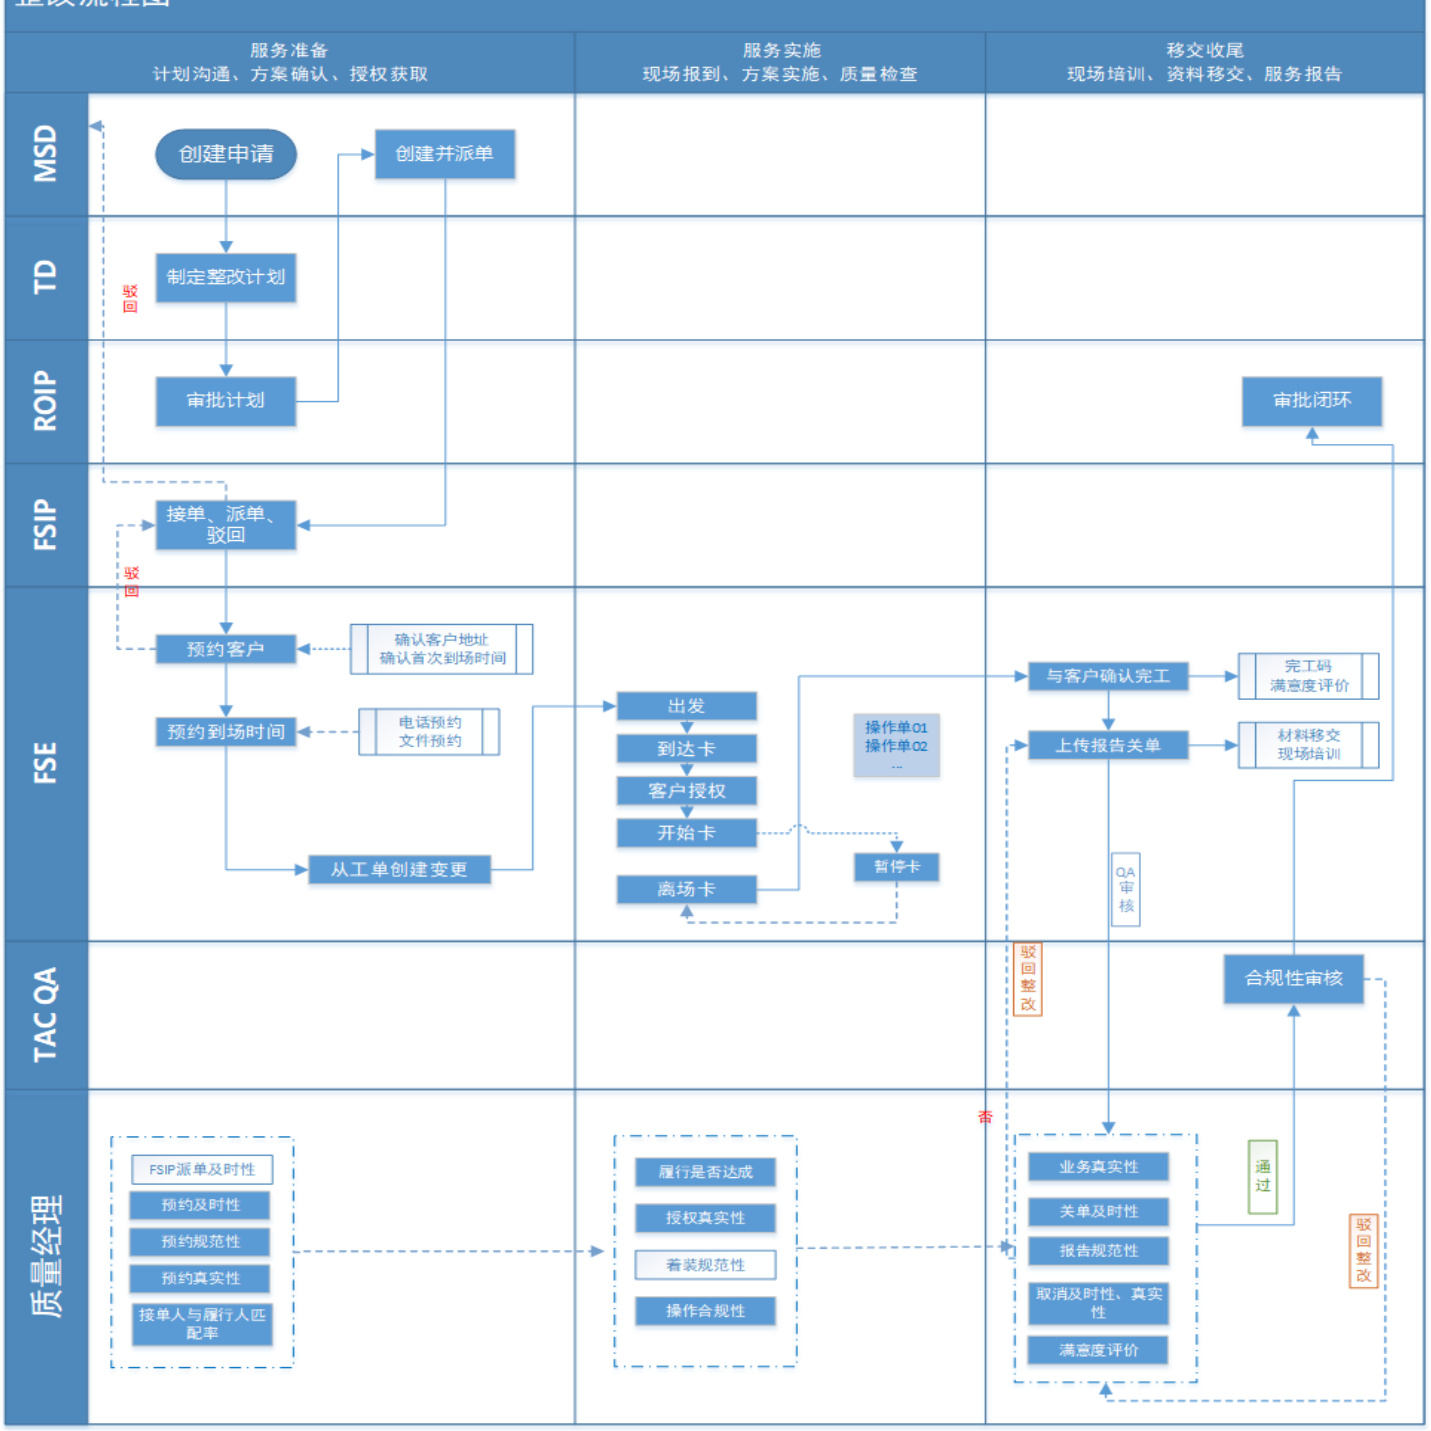 整改流程图
服务准备
计划沟通、方案确认、授权获取
服务实施
现场报到、方案实施、质量检查
移交收尾
现场培训、资料移交、服务报告
MSD
创建申请
创建并派单
TD
制定整改计划
驳
回
ROIP
审批计划
审批闭环
FSIP
接单、派单、
驳回
驳
回
FSE
预约客户
确认客户地址
确认首次到场时间
预约到场时间
电话预约
文件预约
从工单创建变更
出发
到达卡
客户授权
开始卡
离场卡
操作单01
操作单02
...
暂停卡
与客户确认完工
完工码
满意度评价
上传报告关单
材料移交
现场培训
QA
审
核
TAC QA
驳
回
整
改
合规性审核
质量经理
FSIP派单及时性
预约及时性
预约规范性
预约真实性
接单人与履行人匹
配率
履行是否达成
授权真实性
着装规范性
操作合规性
否
业务真实性
关单及时性
报告规范性
取消及时性、真实
性
满意度评价
通
过
驳
回
整
改